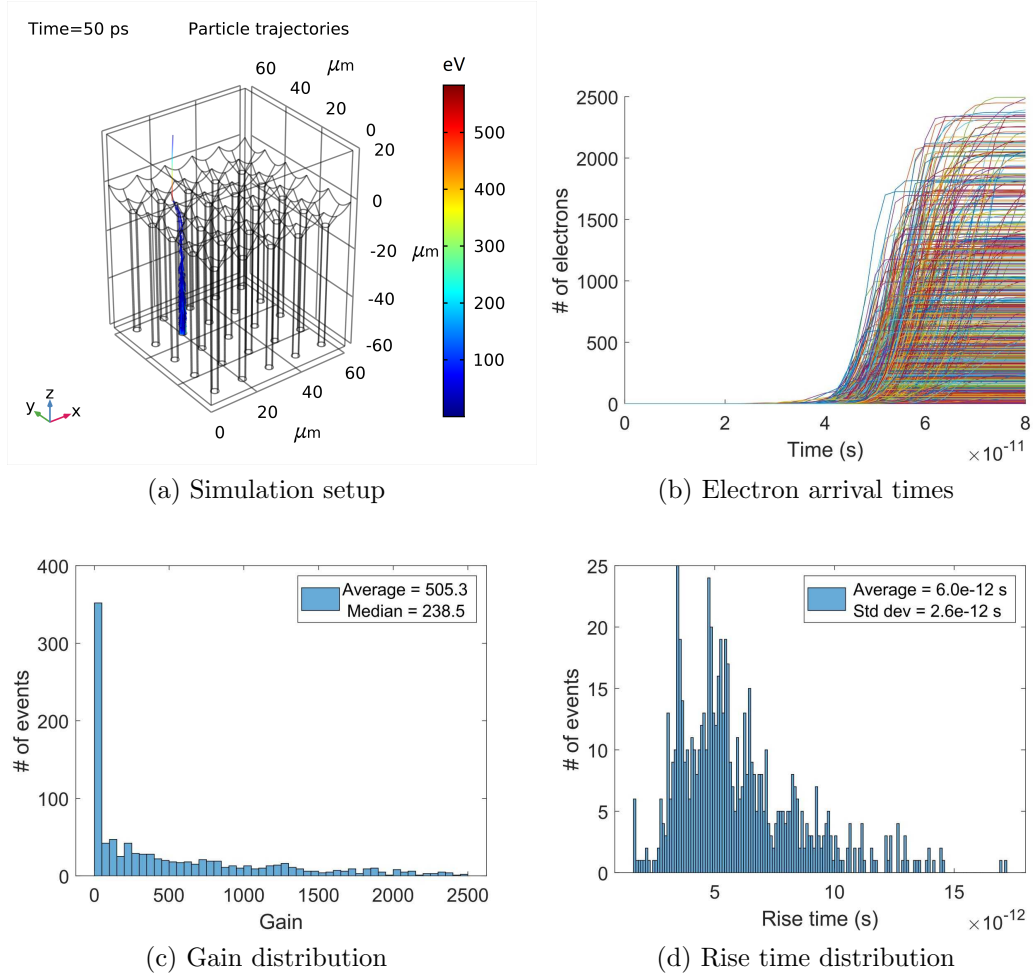 Time=50 ps
Particle trajectories
60
40
20
0
μm
20
0
-20
-40
-60
μm
60
40
20
0
μm
eV
500
400
300
200
100
z
y
x
(a) Simulation setup
2500
2000
1500
1000
500
0
# of electrons
0 2 4 6 8
Time (s)
×10^-11
(b) Electron arrival times
400
300
200
100
0
# of events
Average = 505.3
Median = 238.5
0 500 1000 1500 2000 2500
Gain
(c) Gain distribution
25
20
15
10
5
0
# of events
Average = 6.0e-12 s
Std dev = 2.6e-12 s
5 10 15
Rise time (s)
×10^-12
(d) Rise time distribution